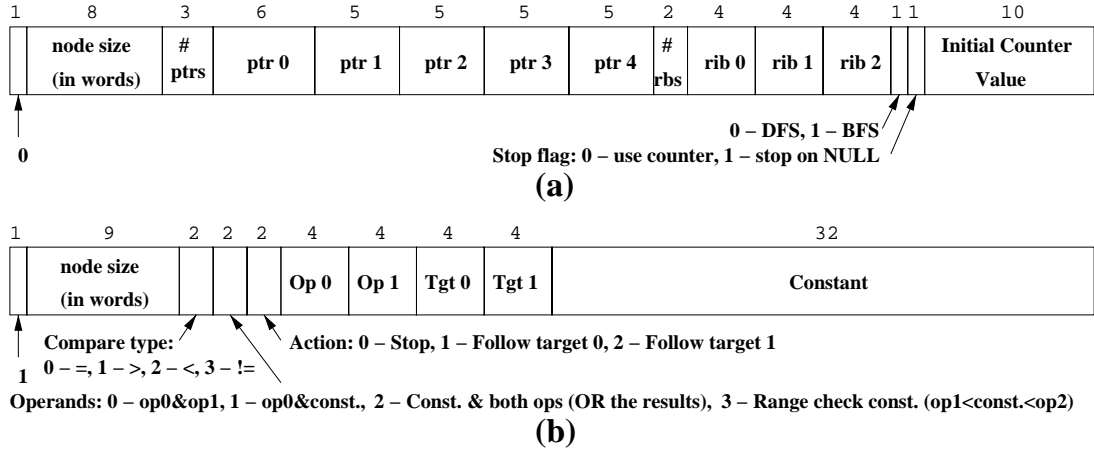 1 8 3 6 5 5 5 5 2 4 4 4 1 1 10
node size (in words) # ptrs ptr 0 ptr 1 ptr 2 ptr 3 ptr 4 # rbs rib 0 rib 1 rib 2 Initial Counter Value
0 – DFS, 1 – BFS
0 Stop flag: 0 – use counter, 1 – stop on NULL
(a)
1 9 2 2 2 4 4 4 4 32
node size (in words) Op 0 Op 1 Tgt 0 Tgt 1 Constant
Compare type: Action: 0 – Stop, 1 – Follow target 0, 2 – Follow target 1
1 0 – =, 1 – >, 2 – <, 3 – !=
Operands: 0 – op0&op1, 1 – op0&const., 2 – Const. & both ops (OR the results), 3 – Range check const. (op1<const.<op2)
(b)